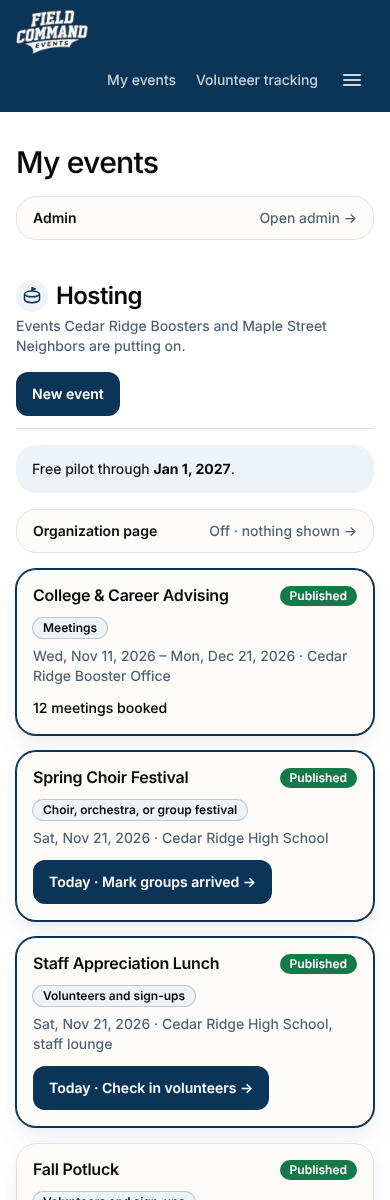 FIELD
COMMAND
EVENTS
My events
Volunteer tracking
My events
Admin
Open admin →
Hosting
Events Cedar Ridge Boosters and Maple Street
Neighbors are putting on.
New event
Free pilot through Jan 1, 2027.
Organization page
Off · nothing shown →
College & Career Advising
Published
Meetings
Wed, Nov 11, 2026 – Mon, Dec 21, 2026 · Cedar
Ridge Booster Office
12 meetings booked
Spring Choir Festival
Published
Choir, orchestra, or group festival
Sat, Nov 21, 2026 · Cedar Ridge High School
Today · Mark groups arrived →
Staff Appreciation Lunch
Published
Volunteers and sign-ups
Sat, Nov 21, 2026 · Cedar Ridge High School,
staff lounge
Today · Check in volunteers →
Fall Potluck
Published
Volunteers and sign-ups